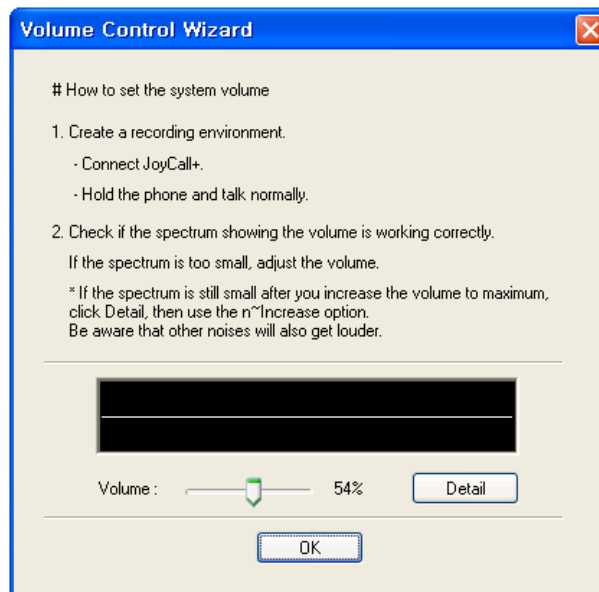 Volume Control Wizard
# How to set the system volume
1. Create a recording environment.
- Connect JoyCall+.
- Hold the phone and talk normally.
2. Check if the spectrum showing the volume is working correctly.
If the spectrum is too small, adjust the volume.
* If the spectrum is still small after you increase the volume to maximum,
click Detail, then use the n~Increase option.
Be aware that other noises will also get louder.
Volume : 54% Detail
OK